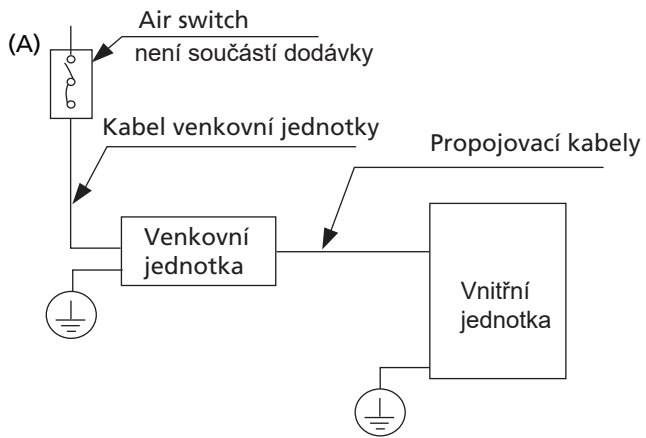 Air switch
(A)
není součástí dodávky
Kabel venkovní jednotky
Propojovací kabely
Venkovní
jednotka
Vnitřní
jednotka